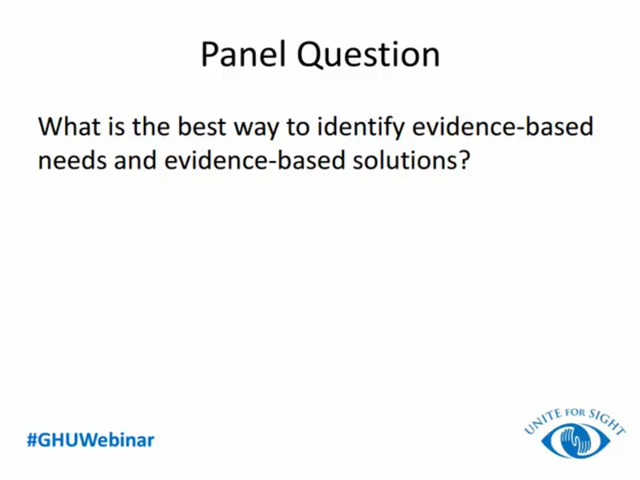 Panel Question
What is the best way to identify evidence-based
needs and evidence-based solutions?
#GHUWebinar
UNITE FOR SIGHT